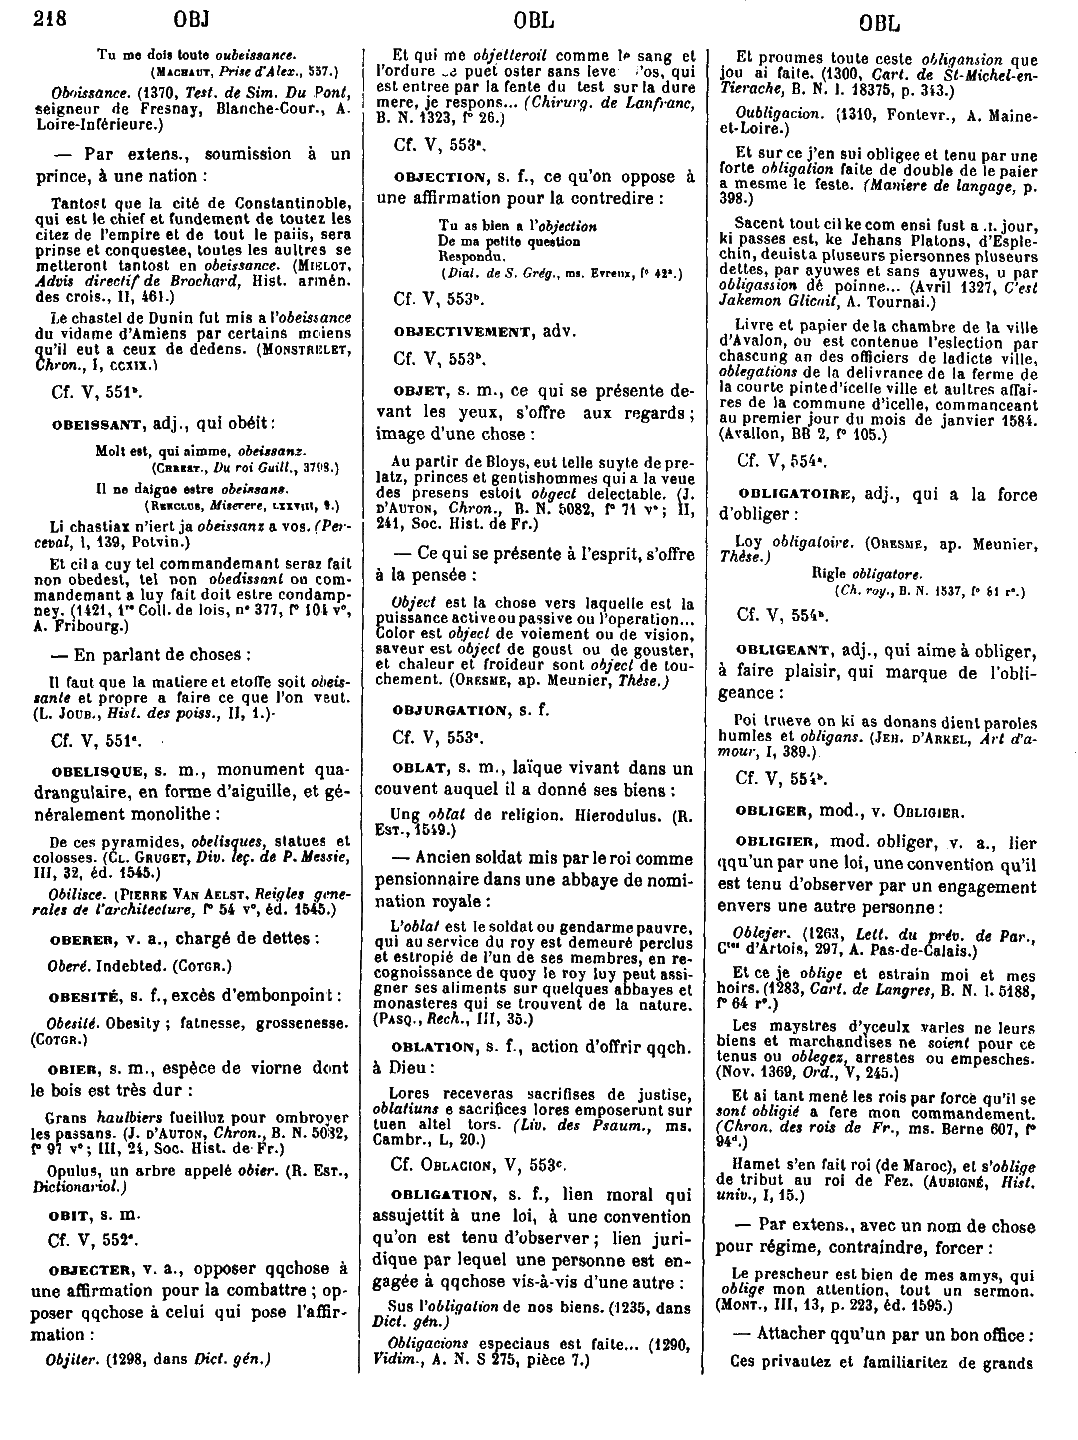 218 OBJ OBL OBL
Tu me dois toute oubeissance.
(MACHAUT, Prise d'Alex., 557.)
Oboissance. (1370, Test. de Sim. Du Pont,
seigneur de Fresnay, Blanche-Cour., A.
Loire-Inférieure.)
— Par extens., soumission à un
prince, à une nation :
Tantost que la cité de Constantinoble,
qui est le chief et fundement de toutez les
citez de l'empire et de tout le païis, sera
prinse et conquestee, toutes les aultres se
metteront tantost en obeissance. (MIELOT,
Advis directif de Brochard, Hist. armén.
des crois., II, 461.)
Le chastel de Dunin fut mis a l'obeissance
du vidame d'Amiens par certains moiens
qu'il eut a ceux de dedens. (MONSTRELET,
Chron., I, CCXIX.)
Cf. V, 551ᵇ.
OBEISSANT, adj., qui obéit :
Molt est, qui aimme, obeissanz.
(CHREST., Du roi Guill., 3798.)
Il ne daigne estre obeissans.
(RENCLUS, Miserere, LXXVIII, 9.)
Li chastiax n'iert ja obeissanz a vos. (Per-
ceval, I, 139, Potvin.)
Et cil a cuy tel commandemant seraz fait
non obedest, tel non obedissant ou com-
mandemant a luy fait doit estre condamp-
ney. (1421, 1ʳᵉ Coll. de lois, n° 377, f° 101 v°,
A. Fribourg.)
— En parlant de choses :
Il faut que la matiere et etoffe soit obeis-
sante et propre a faire ce que l'on veut.
(L. JOUB., Hist. des poiss., II, 1.)
Cf. V, 551ᶜ.
OBELISQUE, s. m., monument qua-
drangulaire, en forme d'aiguille, et gé-
néralement monolithe :
De ces pyramides, obelisques, statues et
colosses. (CL. GRUGET, Div. leç. de P. Messie,
III, 32, éd. 1545.)
Obilisce. (PIERRE VAN AELST, Reigles gene-
rales de l'architecture, f° 54 v°, éd. 1545.)
OBERER, v. a., chargé de dettes :
Oberé. Indebted. (COTGR.)
OBESITÉ, s. f., excès d'embonpoint :
Obesité. Obesity ; fatnesse, grossenesse.
(COTGR.)
OBIER, s. m., espèce de viorne dont
le bois est très dur :
Grans haulbiers fueilluz pour ombroyer
les passans. (J. D'AUTON, Chron., B. N. 5082,
f° 97 v° ; III, 24, Soc. Hist. de Fr.)
Opulus, un arbre appelé obier. (R. EST.,
Dictionariol.)
OBIT, s. m.
Cf. V, 552ᵃ.
OBJECTER, v. a., opposer qqchose à
une affirmation pour la combattre ; op-
poser qqchose à celui qui pose l'affir-
mation :
Objiter. (1298, dans Dict. gén.)
Et qui me objetteroit comme le sang et
l'ordure puet oster sans leve os, qui
est entree par la fente du test sur la dure
mere, je respons... (Chirurg. de Lanfranc,
B. N. 1323, f° 26.)
Cf. V, 553ᵃ.
OBJECTION, s. f., ce qu'on oppose à
une affirmation pour la contredire :
Tu as bien a l'objection
De ma petite question
Respondu.
(Dial. de S. Grég., ms. Evreux, f° 42ᵃ.)
Cf. V, 553ᵇ.
OBJECTIVEMENT, adv.
Cf. V, 553ᵇ.
OBJET, s. m., ce qui se présente de-
vant les yeux, s'offre aux regards ;
image d'une chose :
Au partir de Bloys, eut telle suyte de pre-
latz, princes et gentishommes qui a la veue
des presens estoit obgect delectable. (J.
D'AUTON, Chron., B. N. 5082, f° 71 v° ; II,
241, Soc. Hist. de Fr.)
— Ce qui se présente à l'esprit, s'offre
à la pensée :
Object est la chose vers laquelle est la
puissance active ou passive ou l'operation...
Color est object de voiement ou de vision,
saveur est object de goust ou de gouster,
et chaleur et froideur sont object de tou-
chement. (ORESME, ap. Meunier, Thèse.)
OBJURGATION, s. f.
Cf. V, 553ᵃ.
OBLAT, s. m., laïque vivant dans un
couvent auquel il a donné ses biens :
Ung oblat de religion. Hierodulus. (R.
EST., 1549.)
— Ancien soldat mis par le roi comme
pensionnaire dans une abbaye de nomi-
nation royale :
L'oblat est le soldat ou gendarme pauvre,
qui au service du roy est demeuré perclus
et estropié de l'un de ses membres, en re-
cognoissance de quoy le roy luy peut assi-
gner ses aliments sur quelques abbayes et
monasteres qui se trouvent de la nature.
(PASQ., Rech., III, 35.)
OBLATION, s. f., action d'offrir qqch.
à Dieu :
Lores receveras sacrifises de justise,
oblatiuns e sacrifices lores emposerunt sur
tuen altel tors. (Liv. des Psaum., ms.
Cambr., L, 20.)
Cf. OBLACION, V, 553ᶜ.
OBLIGATION, s. f., lien moral qui
assujettit à une loi, à une convention
qu'on est tenu d'observer ; lien juri-
dique par lequel une personne est en-
gagée à qqchose vis-à-vis d'une autre :
Sus l'obligation de nos biens. (1235, dans
Dict. gén.)
Obligacions especiaus est faite... (1290,
Vidim., A. N. S 275, pièce 7.)
Et proumes toute ceste obligansion que
jou ai faite. (1300, Cart. de St-Michel-en-
Tierache, B. N. l. 18375, p. 343.)
Oubligacion. (1310, Fontevr., A. Maine-
et-Loire.)
Et sur ce j'en sui obligee et tenu par une
forte obligation faite de double de le paier
a mesme le feste. (Maniere de langage, p.
398.)
Sacent tout cil ke com ensi fust a .I. jour,
ki passes est, ke Jehans Platons, d'Esple-
chin, deuista pluseurs piersonnes pluseurs
dettes, par ayuwes et sans ayuwes, u par
obligassion dé poinne... (Avril 1327, C'est
Jakemon Glicuit, A. Tournai.)
Livre et papier de la chambre de la ville
d'Avalon, ou est contenue l'eslection par
chascung an des officiers de ladicte ville,
oblegations de la delivrance de la ferme de
la courte pinte d'icelle ville et aultres affai-
res de la commune d'icelle, commanceant
au premier jour du mois de janvier 1584.
(Avallon, BB 2, f° 105.)
Cf. V, 554ᵃ.
OBLIGATOIRE, adj., qui a la force
d'obliger :
Loy obligatoire. (ORESME, ap. Meunier,
Thèse.)
Rigle obligatore.
(Ch. roy., B. N. 1537, f° 61 r°.)
Cf. V, 554ᵇ.
OBLIGEANT, adj., qui aime à obliger,
à faire plaisir, qui marque de l'obli-
geance :
Poi trueve on ki as donans dient paroles
humles et obligans. (JEH. D'ARKEL, Art d'a-
mour, I, 389.)
Cf. V, 554ᵇ.
OBLIGER, mod., v. OBLIGIER.
OBLIGIER, mod. obliger, v. a., lier
qqu'un par une loi, une convention qu'il
est tenu d'observer par un engagement
envers une autre personne :
Oblejer. (1263, Lett. du prév. de Par.,
Cᵗᵉˢ d'Artois, 297, A. Pas-de-Calais.)
Et ce je oblige et estrain moi et mes
hoirs. (1283, Cart. de Langres, B. N. l. 5188,
f° 64 r°.)
Les maystres d'yceulx varles ne leurs
biens et marchandises ne soient pour ce
tenus ou oblegez, arrestes ou empesches.
(Nov. 1369, Ord., V, 245.)
Et ai tant mené les rois par force qu'il se
sont obligié a fere mon commandement.
(Chron. des rois de Fr., ms. Berne 607, f°
94ᵈ.)
Hamet s'en fait roi (de Maroc), et s'oblige
de tribut au roi de Fez. (AUBIGNÉ, Hist.
univ., I, 15.)
— Par extens., avec un nom de chose
pour régime, contraindre, forcer :
Le prescheur est bien de mes amys, qui
oblige mon attention, tout un sermon.
(MONT., III, 13, p. 223, éd. 1595.)
— Attacher qqu'un par un bon office :
Ces privautez et familiaritez de grands